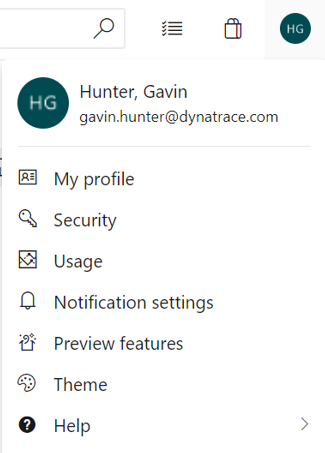 HG
HG
Hunter, Gavin
gavin.hunter@dynatrace.com
My profile
Security
Usage
Notification settings
Preview features
Theme
Help